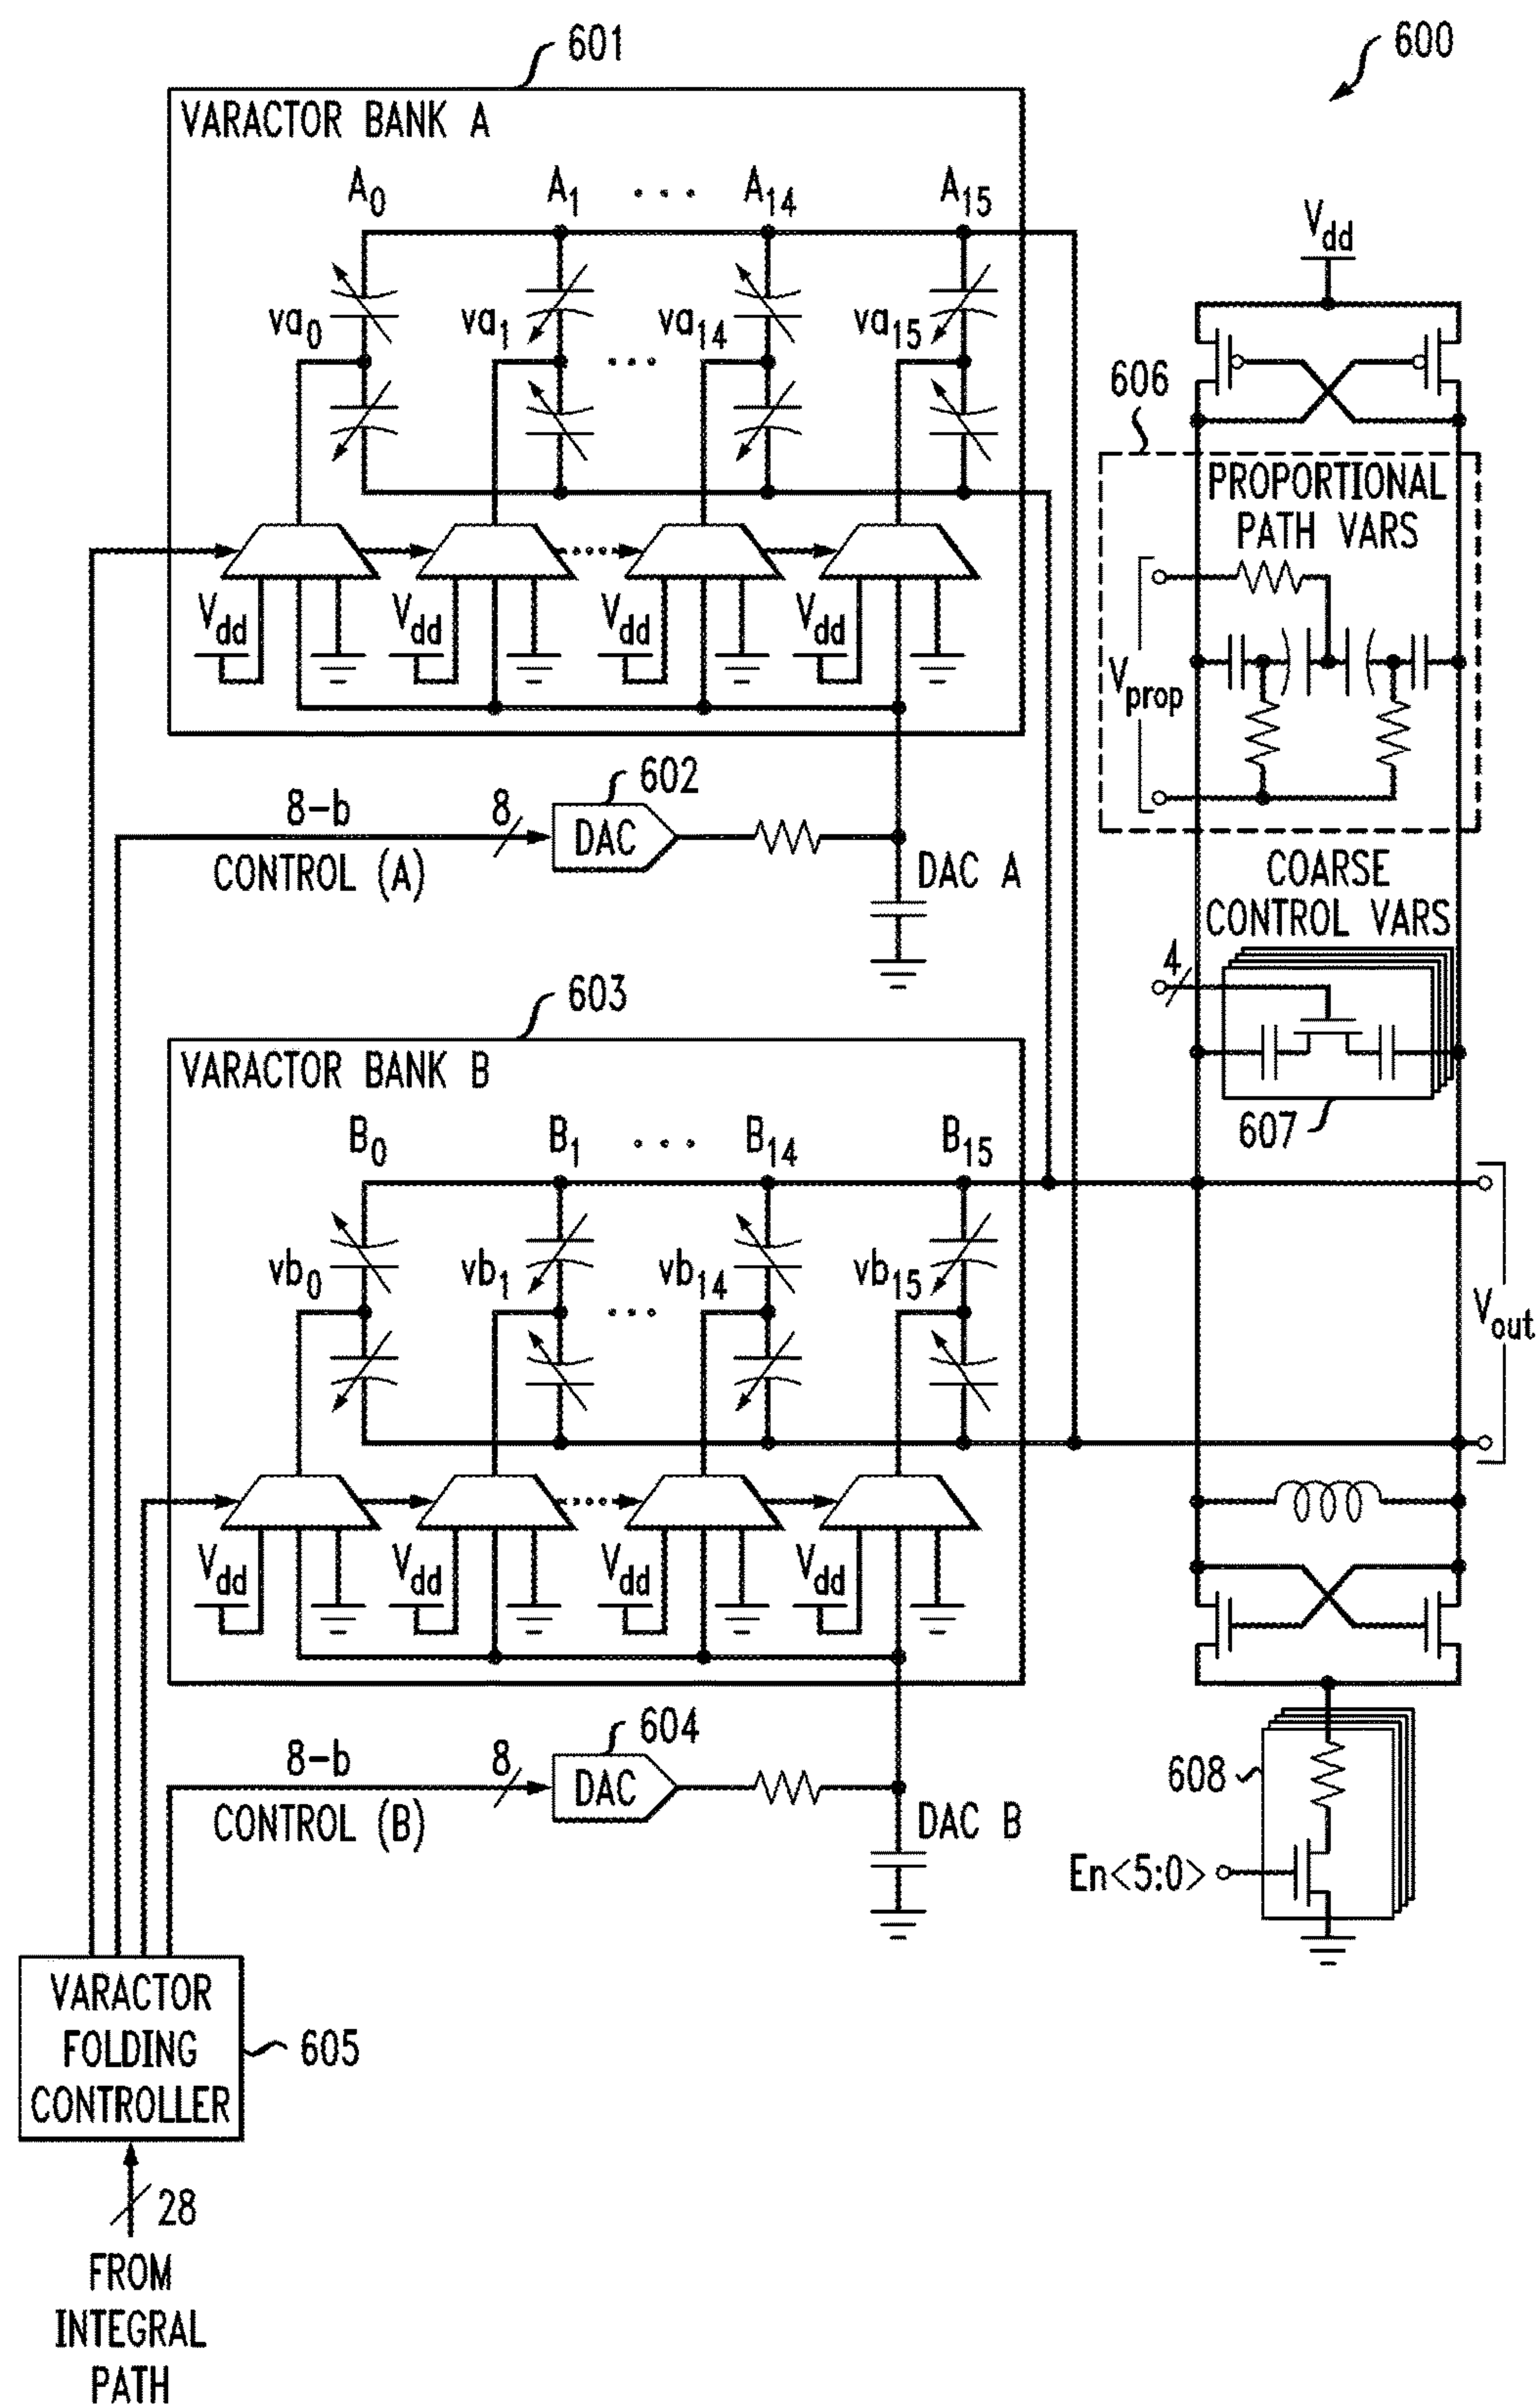 600
601
VARACTOR BANK A
A0 A1 ··· A14 A15
va0 va1 ··· va14 va15
Vdd Vdd Vdd Vdd
602
8-b
8
DAC
CONTROL (A)
DAC A
603
VARACTOR BANK B
B0 B1 ··· B14 B15
vb0 vb1 ··· vb14 vb15
Vdd Vdd Vdd Vdd
604
8-b
8
DAC
CONTROL (B)
DAC B
VARACTOR
FOLDING
CONTROLLER
605
28
FROM
INTEGRAL
PATH
Vdd
606
PROPORTIONAL
PATH VARS
Vprop
COARSE
CONTROL VARS
4
607
Vout
608
En<5:0>